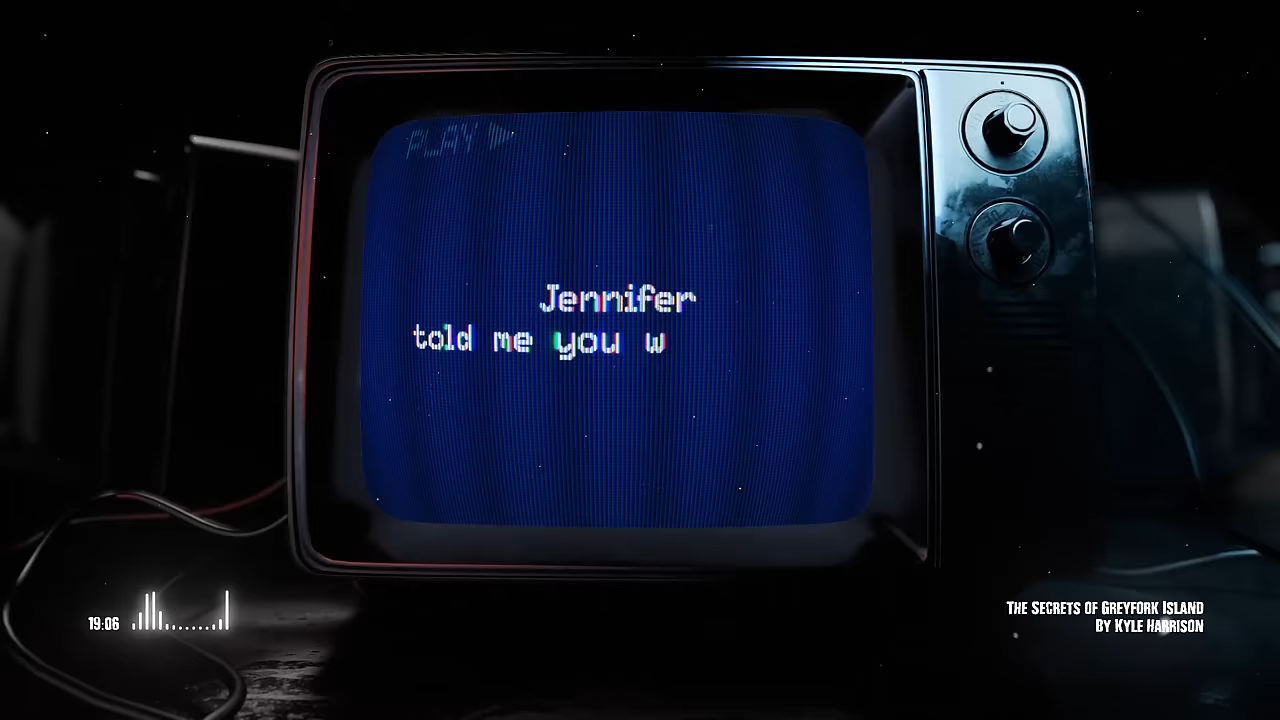 PLAY
Jennifer
told me you w
19:06
The Secrets of Greyfork Island
By Kyle Harrison